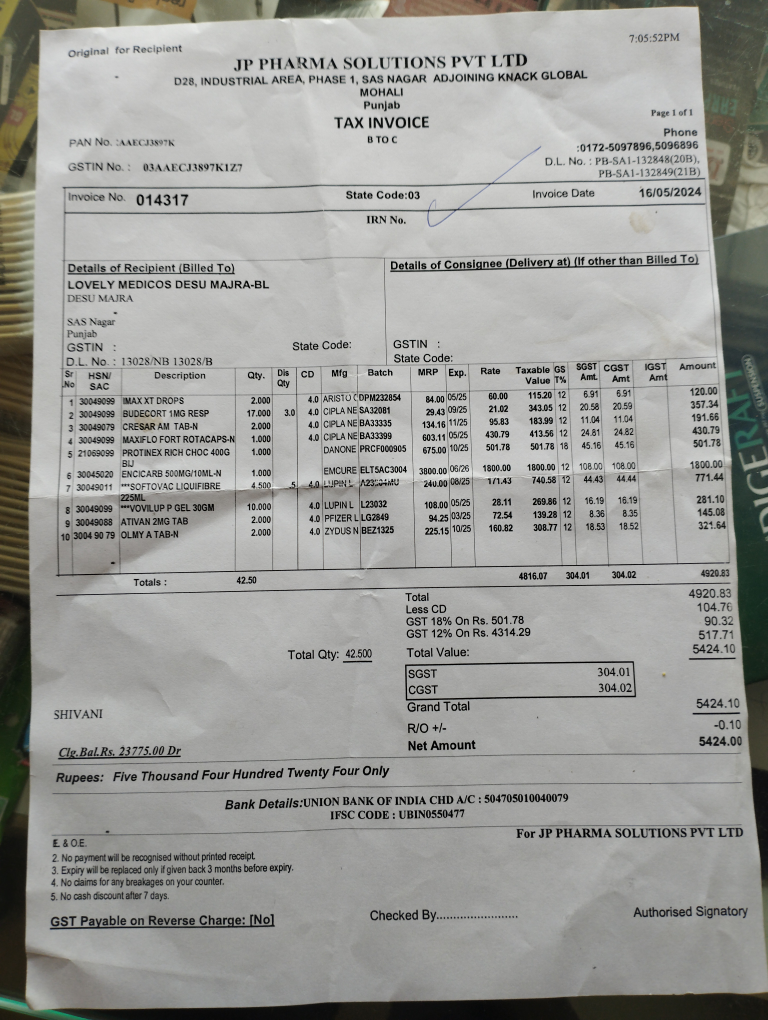 Original for Recipient
7:05:52PM
JP PHARMA SOLUTIONS PVT LTD
D28, INDUSTRIAL AREA, PHASE 1, SAS NAGAR ADJOINING KNACK GLOBAL
MOHALI
Punjab
TAX INVOICE
B TO C
Page 1 of 1
PAN No. :AAECJ3897K
Phone
:0172-5097896,5096896
GSTIN No. : 03AAECJ3897K1Z7
D.L. No. : PB-SA1-132848(20B),
PB-SA1-132849(21B)
Invoice No. 014317 State Code:03 Invoice Date 16/05/2024
IRN No.
Details of Recipient (Billed To)
LOVELY MEDICOS DESU MAJRA-BL
DESU MAJRA
SAS Nagar
Punjab
GSTIN : State Code:
D.L. No. : 13028/NB 13028/B
Details of Consignee (Delivery at) (If other than Billed To)
GSTIN :
State Code:
Sr .No HSN/ SAC Description Qty. Dis Qty CD Mfg Batch MRP Exp. Rate Taxable Value GS T% SGST Amt. CGST Amt IGST Amt Amount
1 30049099 IMAX XT DROPS 2.000 4.0 ARISTO C DPM232854 84.00 05/25 60.00 115.20 12 6.91 6.91 120.00
2 30049099 BUDECORT 1MG RESP 17.000 3.0 4.0 CIPLA NE SA32081 29.43 09/25 21.02 343.05 12 20.58 20.59 357.34
3 30049079 CRESAR AM TAB-N 2.000 4.0 CIPLA NE BA33335 134.16 11/25 95.83 183.99 12 11.04 11.04 191.66
4 30049099 MAXIFLO FORT ROTACAPS-N 1.000 4.0 CIPLA NE BA33399 603.11 05/25 430.79 413.56 12 24.81 24.82 430.79
5 21069099 PROTINEX RICH CHOC 400G 1.000 DANONE PRCF000905 675.00 10/25 501.78 501.78 18 45.16 45.16 501.78
BIJ
6 30045020 ENCICARB 500MG/10ML-N 1.000 EMCURE ELT5AC3004 3800.00 06/26 1800.00 1800.00 12 108.00 108.00 1800.00
7 30049011 ***SOFTOVAC LIQUIFIBRE 4.500 .5 4.0 LUPIN L 240.00 08/25 171.43 740.58 12 44.43 44.44 771.44
225ML
8 30049099 ***VOVILUP P GEL 30GM 10.000 4.0 LUPIN L L23032 108.00 05/25 28.11 269.86 12 16.19 16.19 281.10
9 30049088 ATIVAN 2MG TAB 2.000 4.0 PFIZER L LG2849 94.25 03/25 72.54 139.28 12 8.36 8.35 145.08
10 3004 90 79 OLMY A TAB-N 2.000 4.0 ZYDUS N BEZ1325 225.15 10/25 160.82 308.77 12 18.53 18.52 321.64
Totals : 42.50 4816.07 304.01 304.02 4920.83
Total 4920.83
Less CD 104.76
GST 18% On Rs. 501.78 90.32
GST 12% On Rs. 4314.29 517.71
Total Qty: 42.500 Total Value: 5424.10
SGST 304.01
CGST 304.02
Grand Total 5424.10
SHIVANI
R/O +/- -0.10
Clg.Bal.Rs. 23775.00 Dr Net Amount 5424.00
Rupees: Five Thousand Four Hundred Twenty Four Only
Bank Details:UNION BANK OF INDIA CHD A/C : 504705010040079
IFSC CODE : UBIN0550477
For JP PHARMA SOLUTIONS PVT LTD
E & O.E.
2. No payment will be recognised without printed receipt.
3. Expiry will be replaced only if given back 3 months before expiry.
4. No claims for any breakages on your counter.
5. No cash discount after 7 days.
GST Payable on Reverse Charge: [No] Checked By........................ Authorised Signatory